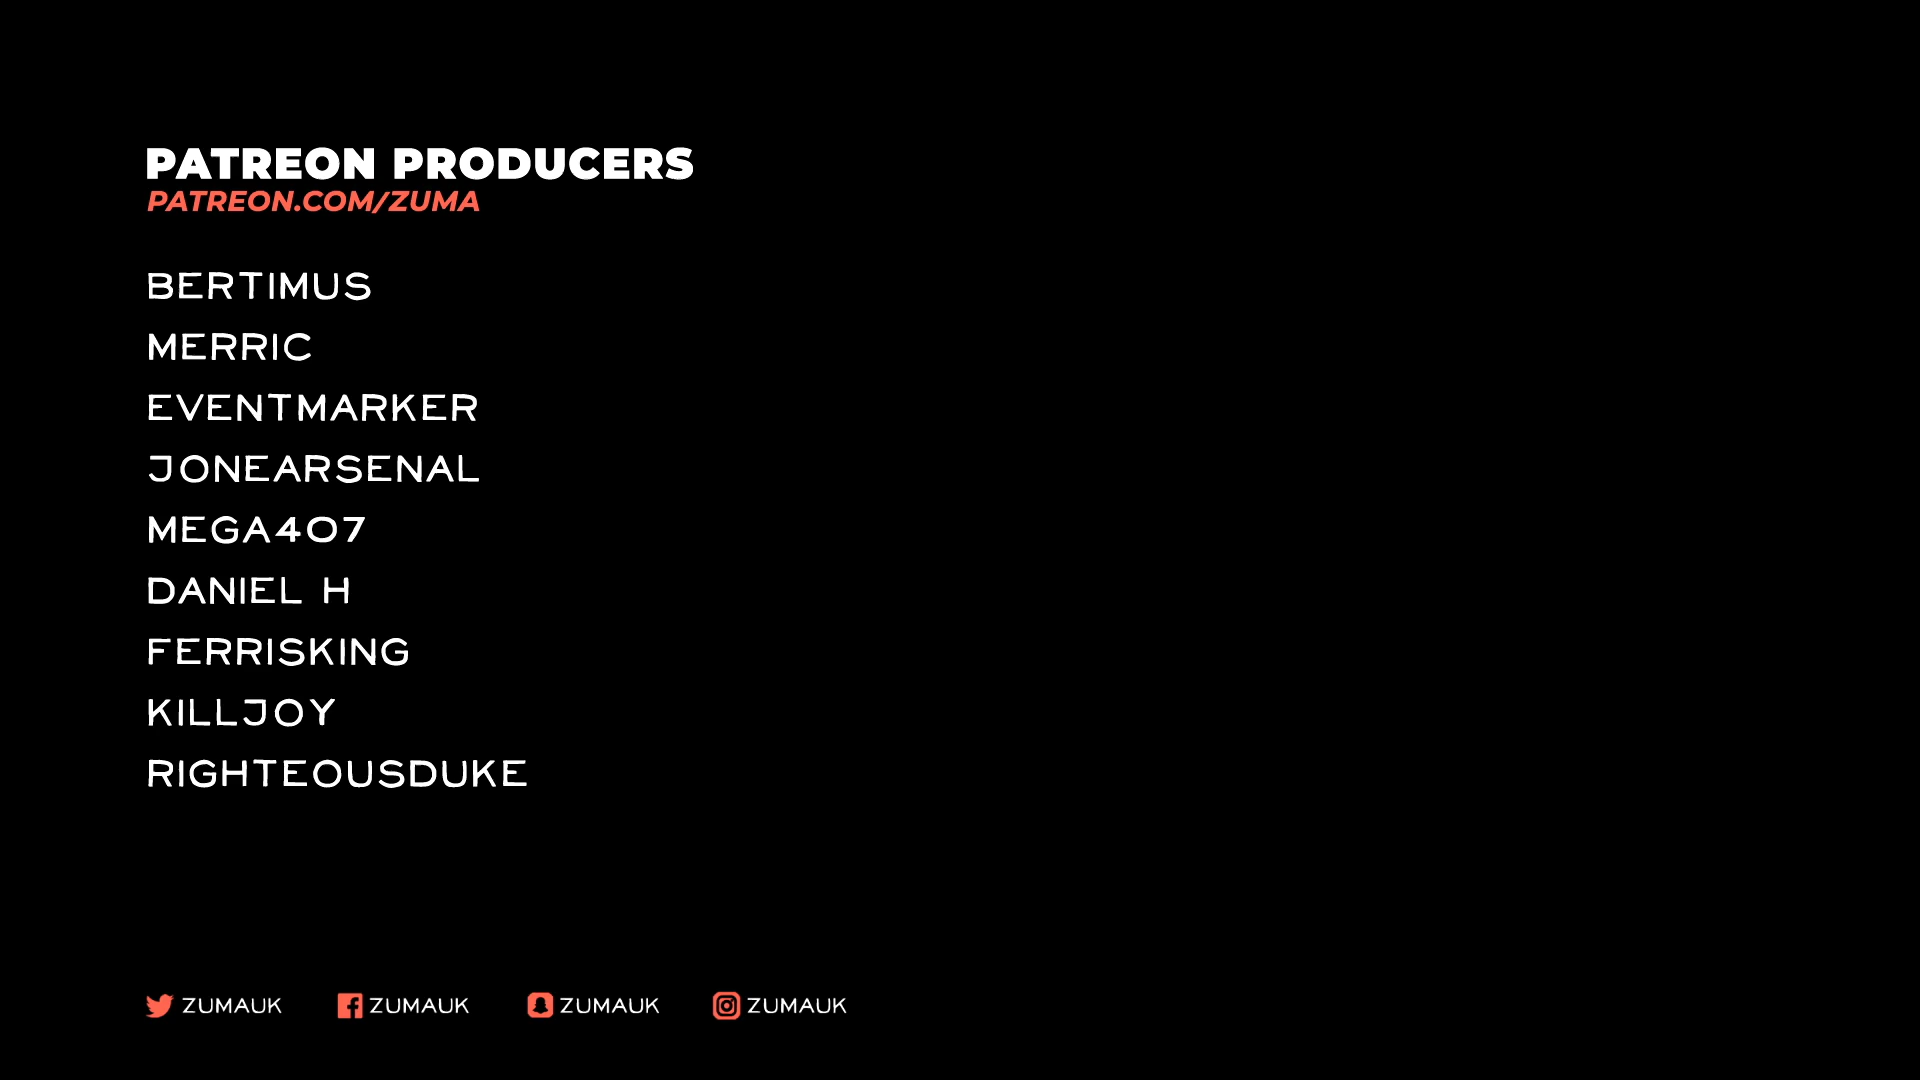 PATREON PRODUCERS
PATREON.COM/ZUMA
BERTIMUS
MERRIC
EVENTMARKER
JONEARSENAL
MEGA407
DANIEL H
FERRISKING
KILLJOY
RIGHTEOUSDUKE
ZUMAUK ZUMAUK ZUMAUK ZUMAUK